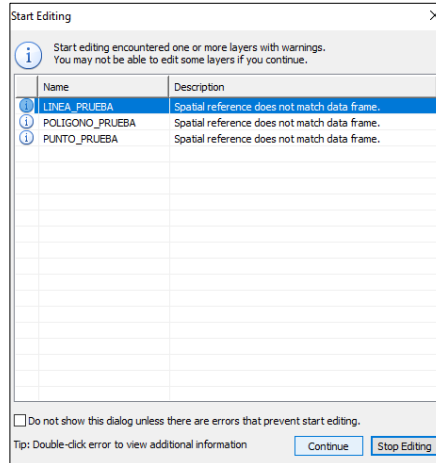 Start Editing
Start editing encountered one or more layers with warnings.
You may not be able to edit some layers if you continue.
Name Description
LINEA_PRUEBA Spatial reference does not match data frame.
POLIGONO_PRUEBA Spatial reference does not match data frame.
PUNTO_PRUEBA Spatial reference does not match data frame.
Do not show this dialog unless there are errors that prevent start editing.
Tip: Double-click error to view additional information Continue Stop Editing